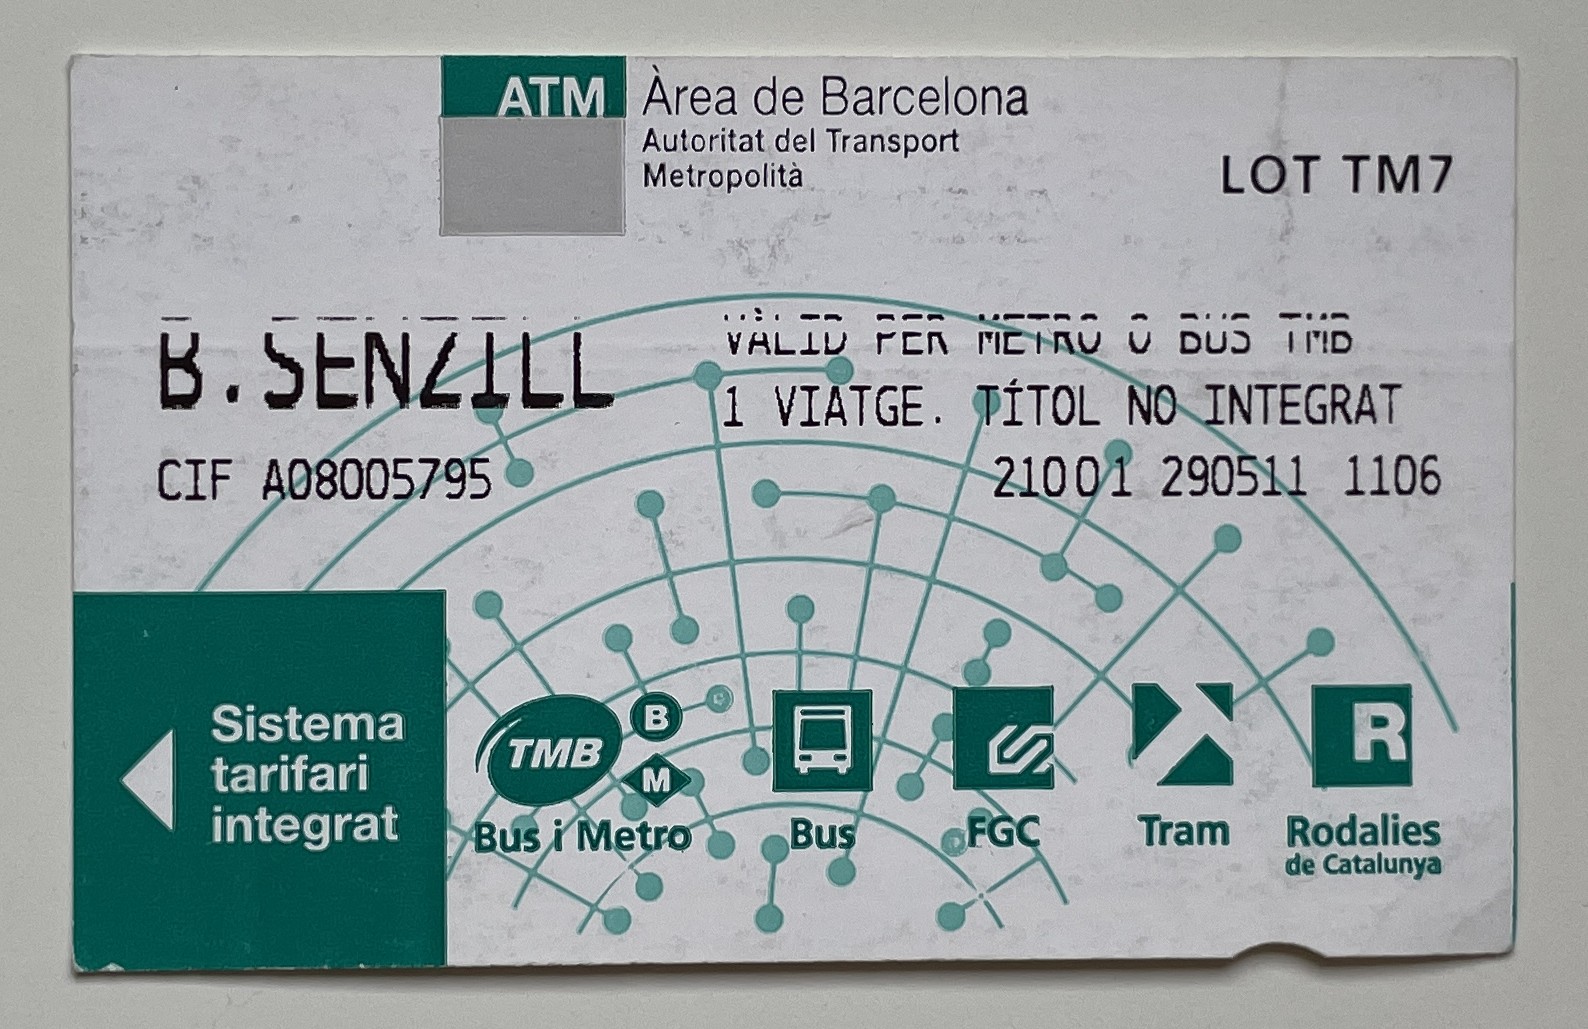 ATM Àrea de Barcelona
Autoritat del Transport
Metropolità
LOT TM7
B.SENZILL
VÀLID PER METRO O BUS TMB
1 VIATGE. TÍTOL NO INTEGRAT
CIF A08005795
21001 290511 1106
Sistema
tarifari
integrat
TMB
B
M
Bus i Metro
Bus
FGC
Tram
R
Rodalies
de Catalunya